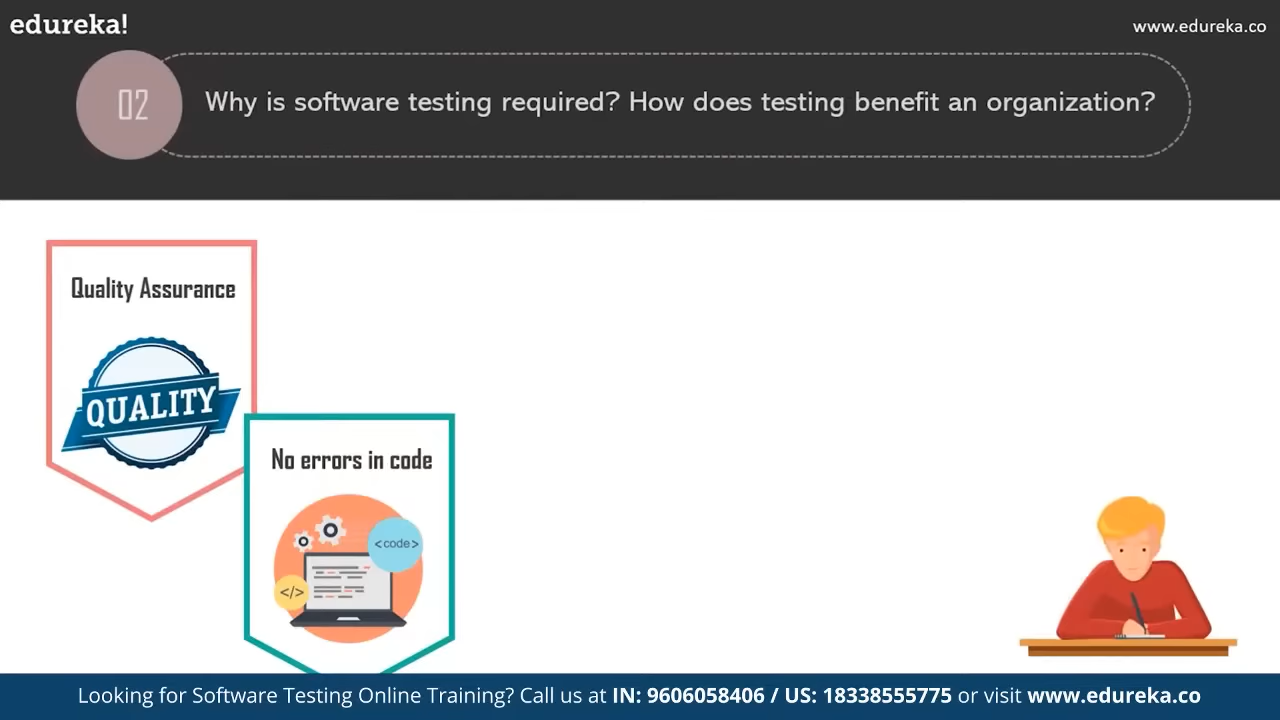 edureka!
www.edureka.co
02
Why is software testing required? How does testing benefit an organization?
Quality Assurance
QUALITY
No errors in code
<code>
</>
Looking for Software Testing Online Training? Call us at IN: 9606058406 / US: 18338555775 or visit www.edureka.co